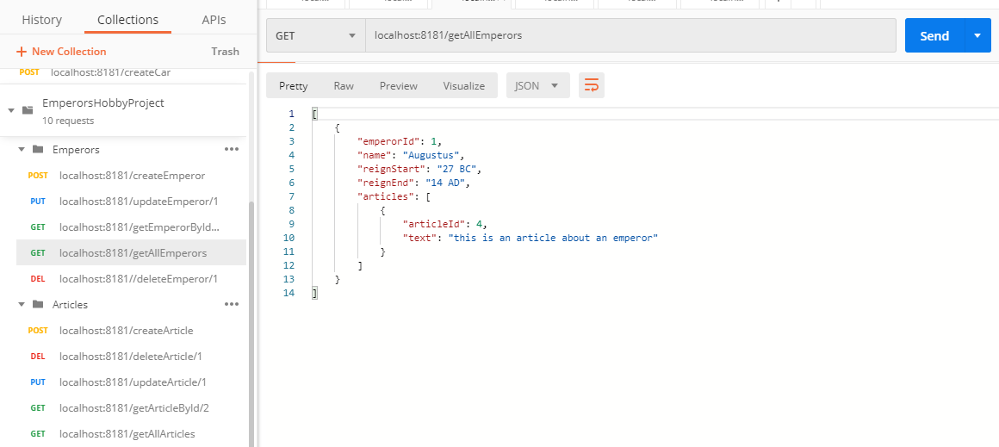 History Collections APIs
+ New Collection Trash
POST localhost:8181/createCar
EmperorsHobbyProject
10 requests
Emperors
POST localhost:8181/createEmperor
PUT localhost:8181/updateEmperor/1
GET localhost:8181/getEmperorById...
GET localhost:8181/getAllEmperors
DEL localhost:8181//deleteEmperor/1
Articles
POST localhost:8181/createArticle
DEL localhost:8181/deleteArticle/1
PUT localhost:8181/updateArticle/1
GET localhost:8181/getArticleById/2
GET localhost:8181/getAllArticles
GET localhost:8181/getAllEmperors Send
Pretty Raw Preview Visualize JSON
1 [
2 {
3 "emperorId": 1,
4 "name": "Augustus",
5 "reignStart": "27 BC",
6 "reignEnd": "14 AD",
7 "articles": [
8 {
9 "articleId": 4,
10 "text": "this is an article about an emperor"
11 }
12 ]
13 }
14 ]